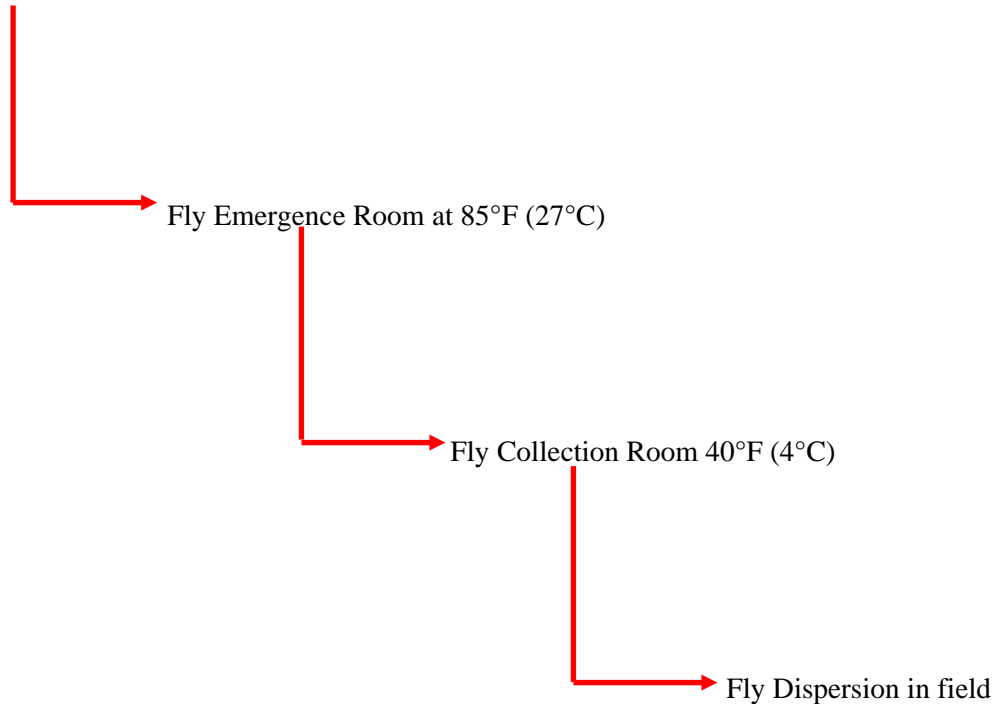 Fly Emergence Room at 85°F (27°C)
Fly Collection Room 40°F (4°C)
Fly Dispersion in field